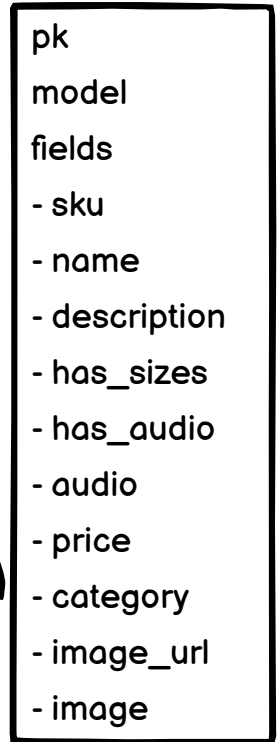 pk
model
fields
- sku
- name
- description
- has_sizes
- has_audio
- audio
- price
- category
- image_url
- image